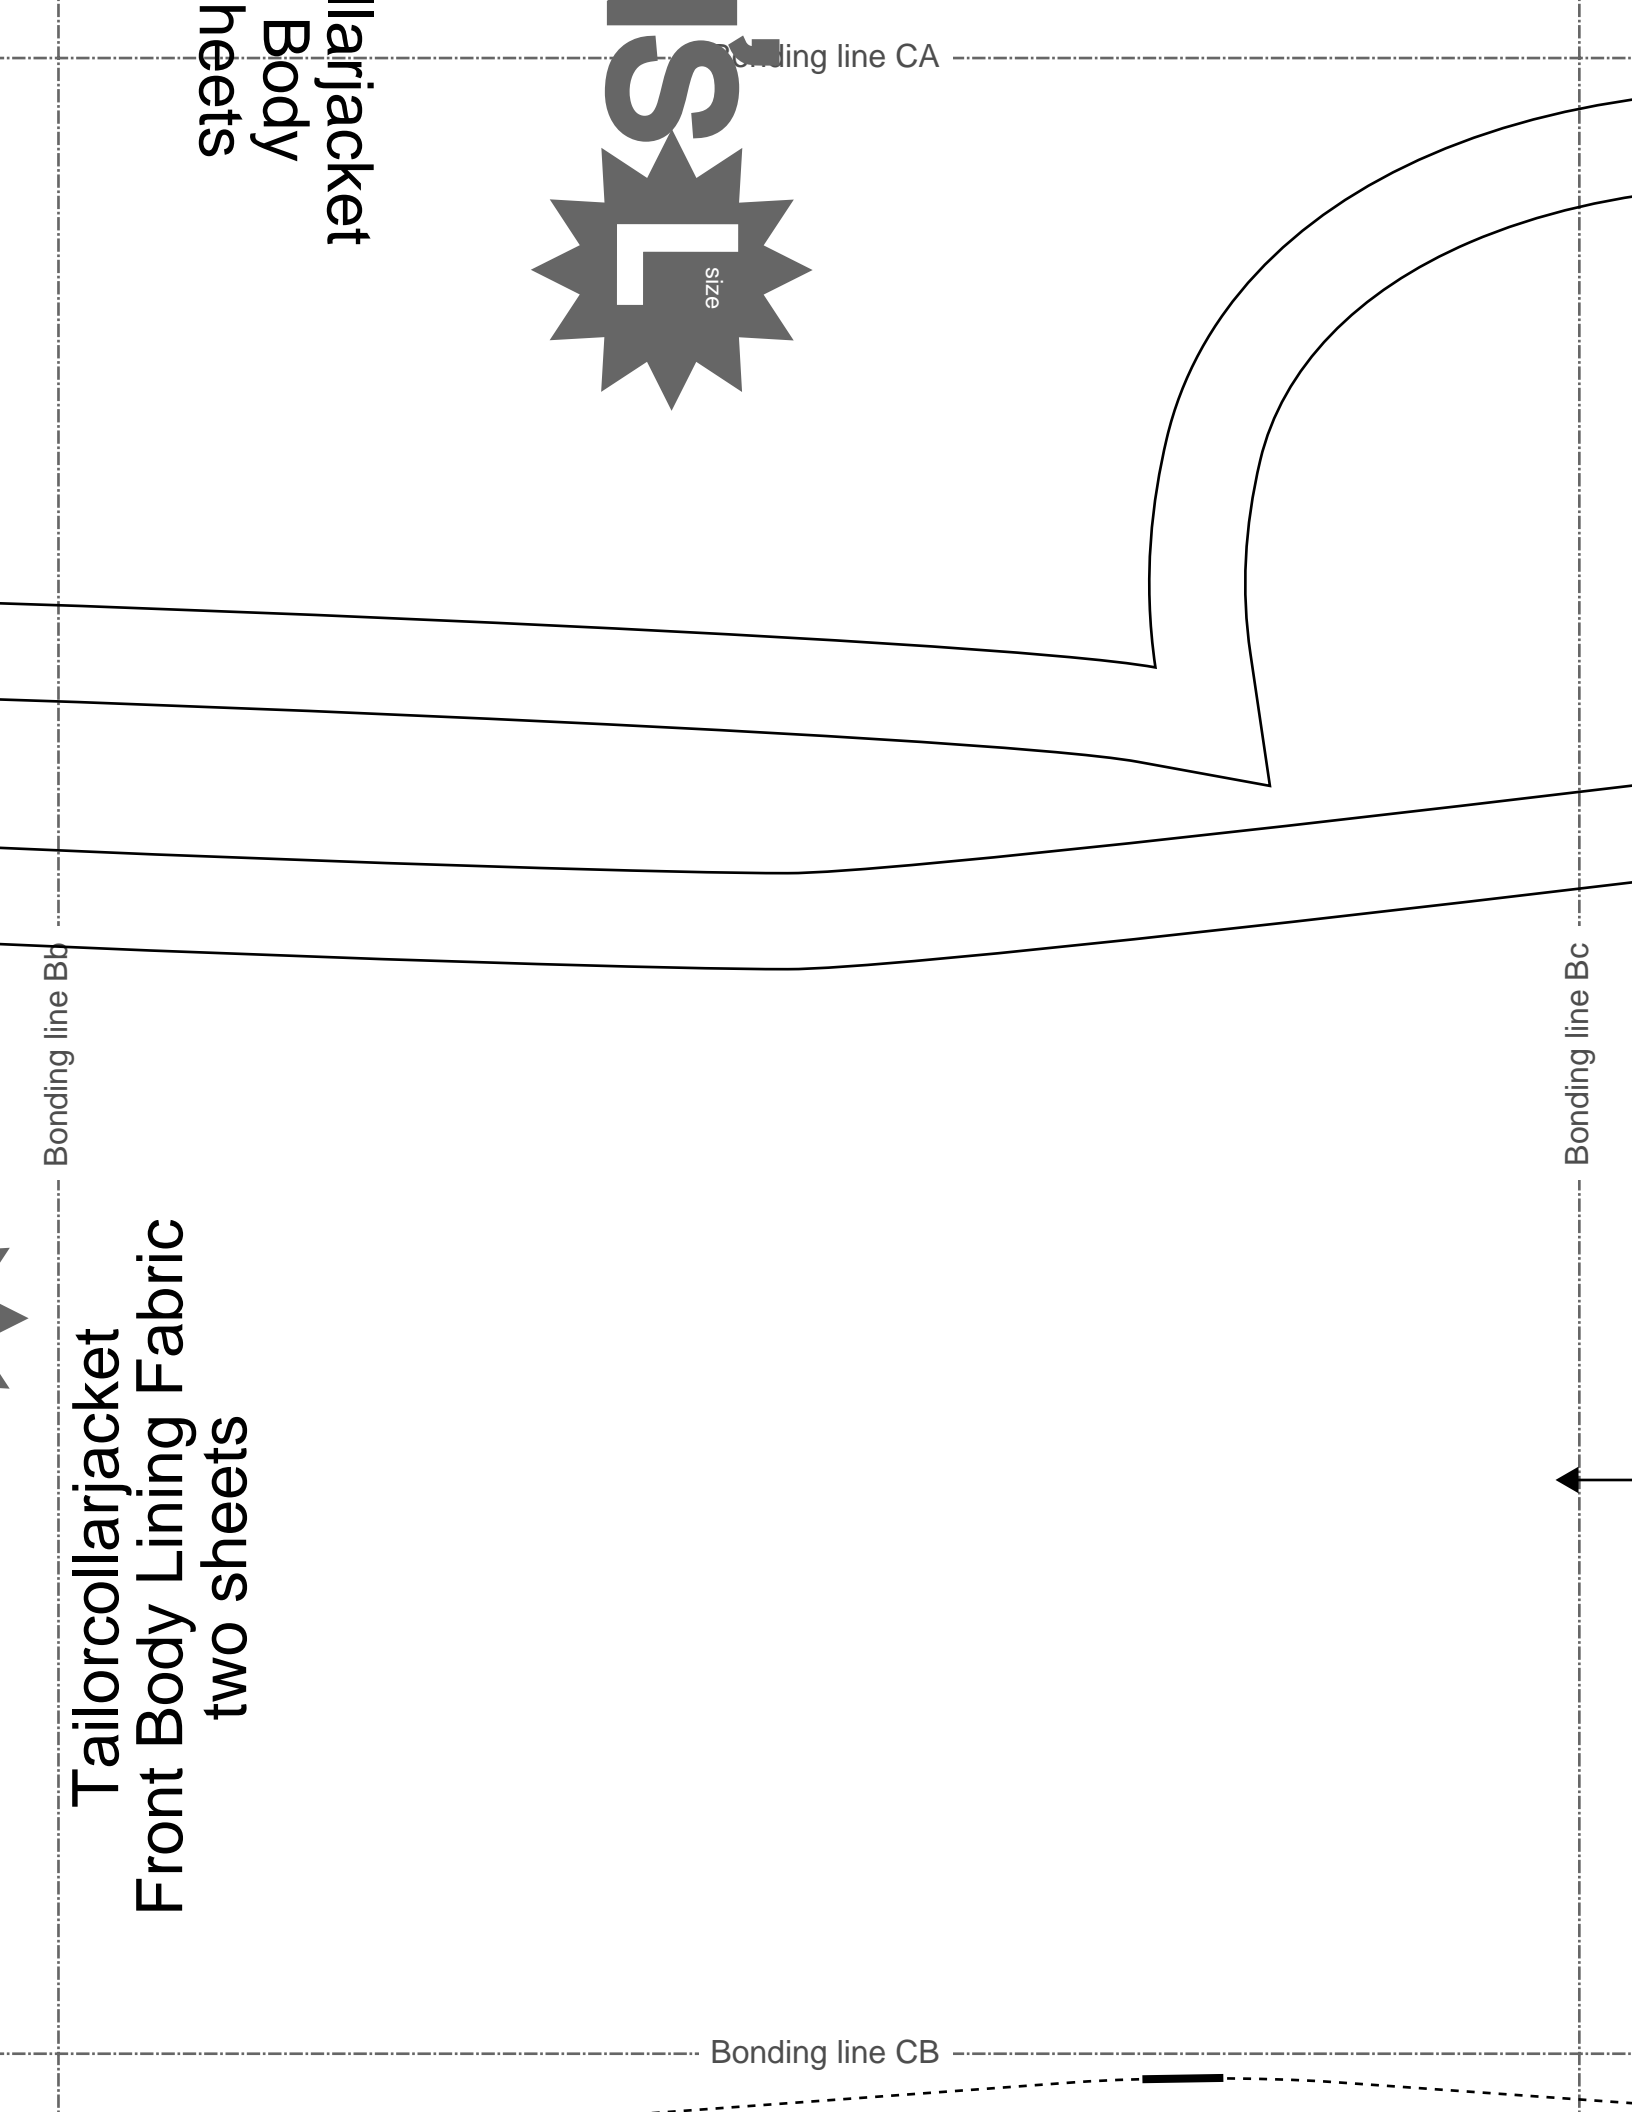 llarjacket
Body
heets
's
L
size
Bonding line CA
Bonding line Bb
Bonding line Bc
Tailorcollarjacket
Front Body Lining Fabric
two sheets
Bonding line CB